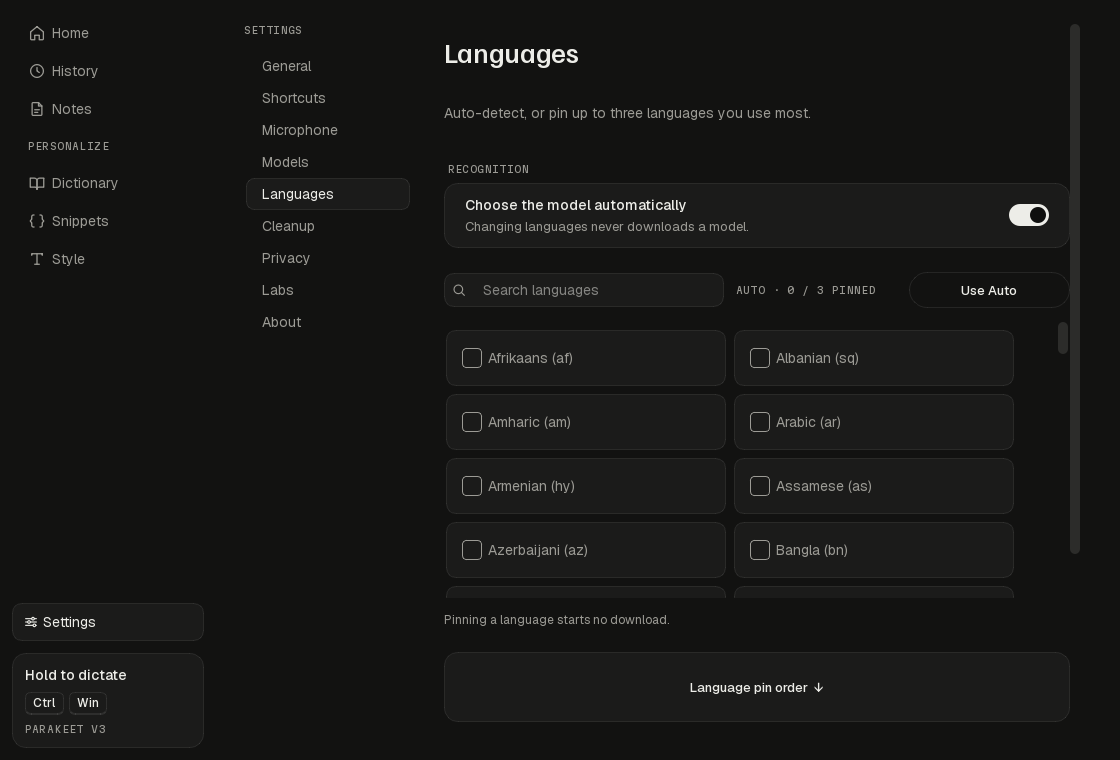 Home
History
Notes
PERSONALIZE
Dictionary
Snippets
Style
Settings
Hold to dictate
Ctrl Win
PARAKEET V3
SETTINGS
General
Shortcuts
Microphone
Models
Languages
Cleanup
Privacy
Labs
About
Languages
Auto-detect, or pin up to three languages you use most.
RECOGNITION
Choose the model automatically
Changing languages never downloads a model.
Search languages AUTO · 0 / 3 PINNED Use Auto
Afrikaans (af) Albanian (sq)
Amharic (am) Arabic (ar)
Armenian (hy) Assamese (as)
Azerbaijani (az) Bangla (bn)
Pinning a language starts no download.
Language pin order ↓